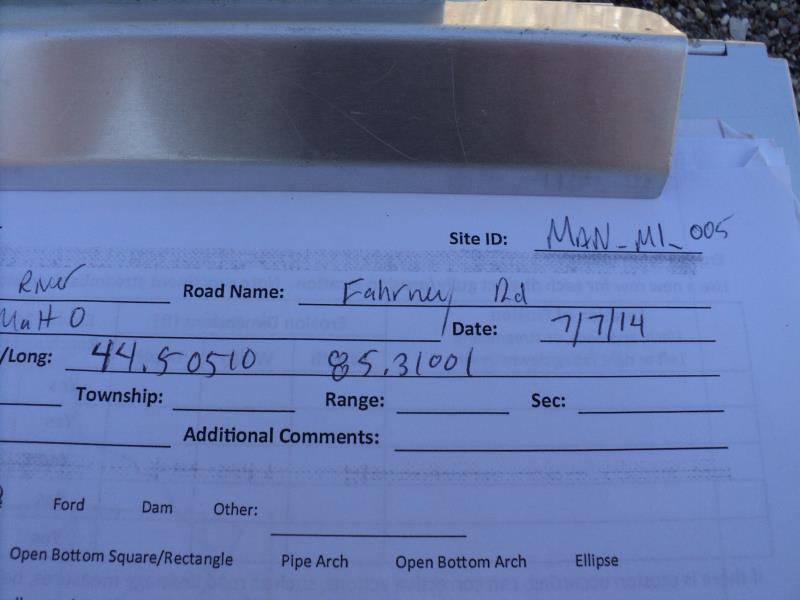 Site ID: MAN_MI_005
River Road Name: Fahrney Rd
Matt O Date: 7/7/14
/Long: 44.50510 85.31001
Township: Range: Sec:
Additional Comments:
Ford Dam Other:
Open Bottom Square/Rectangle Pipe Arch Open Bottom Arch Ellipse